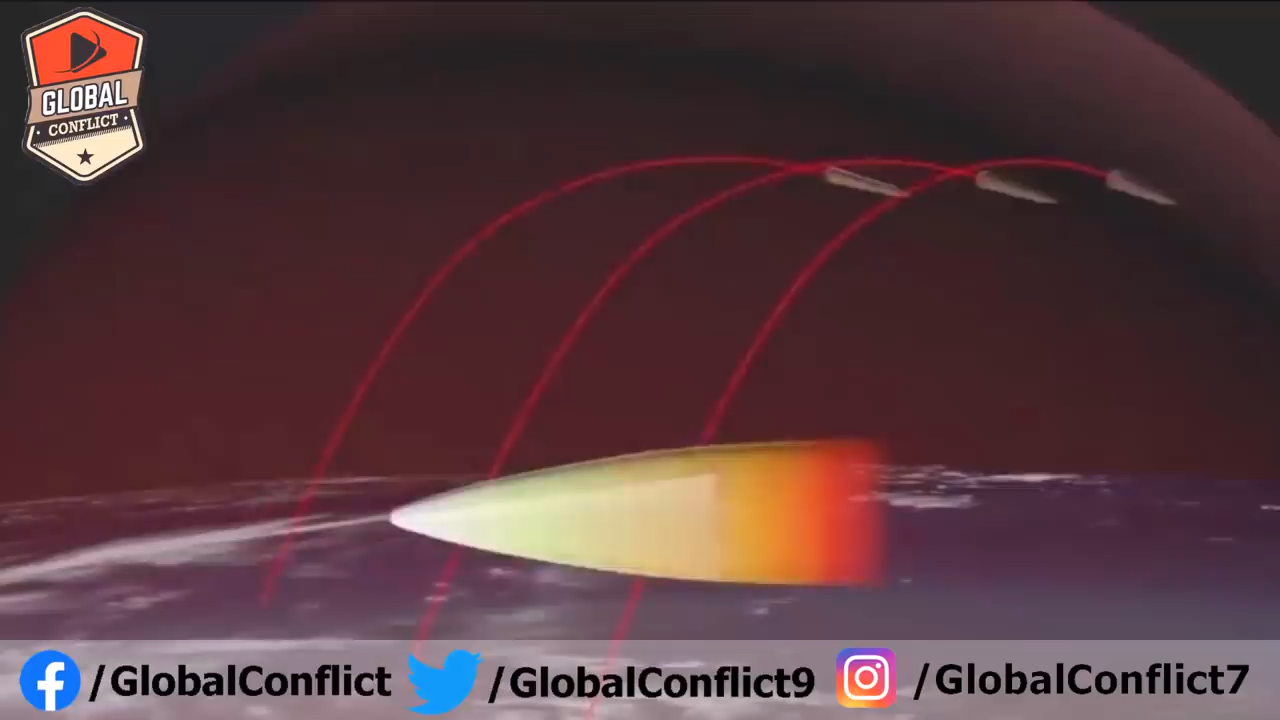 GLOBAL
· CONFLICT ·
/GlobalConflict
/GlobalConflict9
/GlobalConflict7